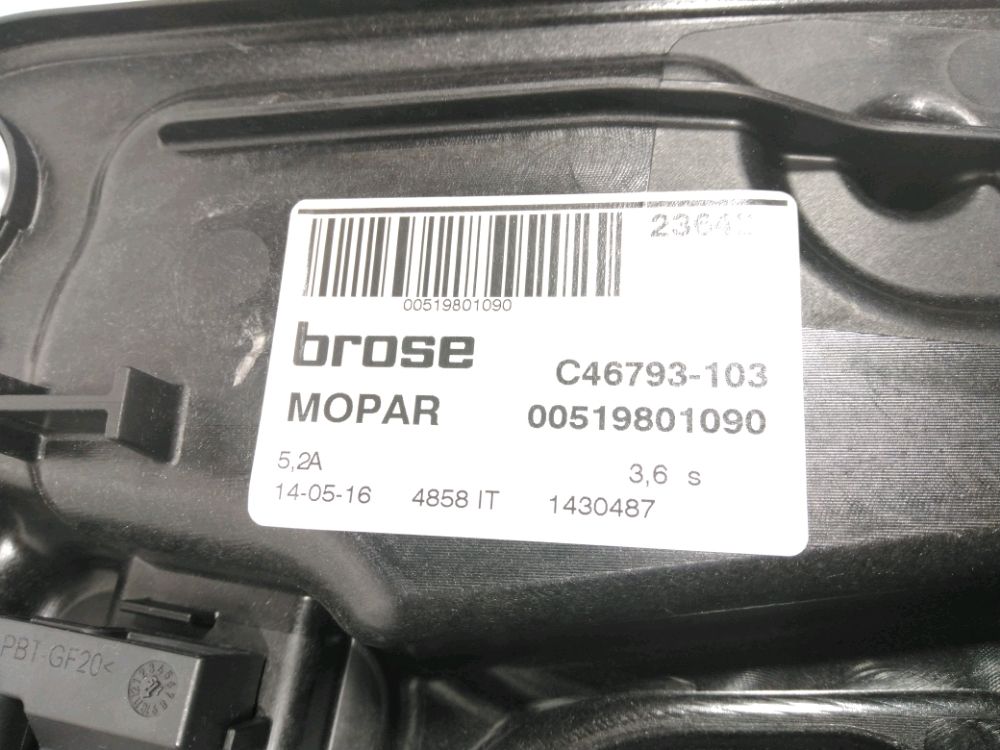 00519801090
brose
C46793-103
MOPAR 00519801090
5,2A 3,6 s
14-05-16 4858 IT 1430487
PBT-GF20<